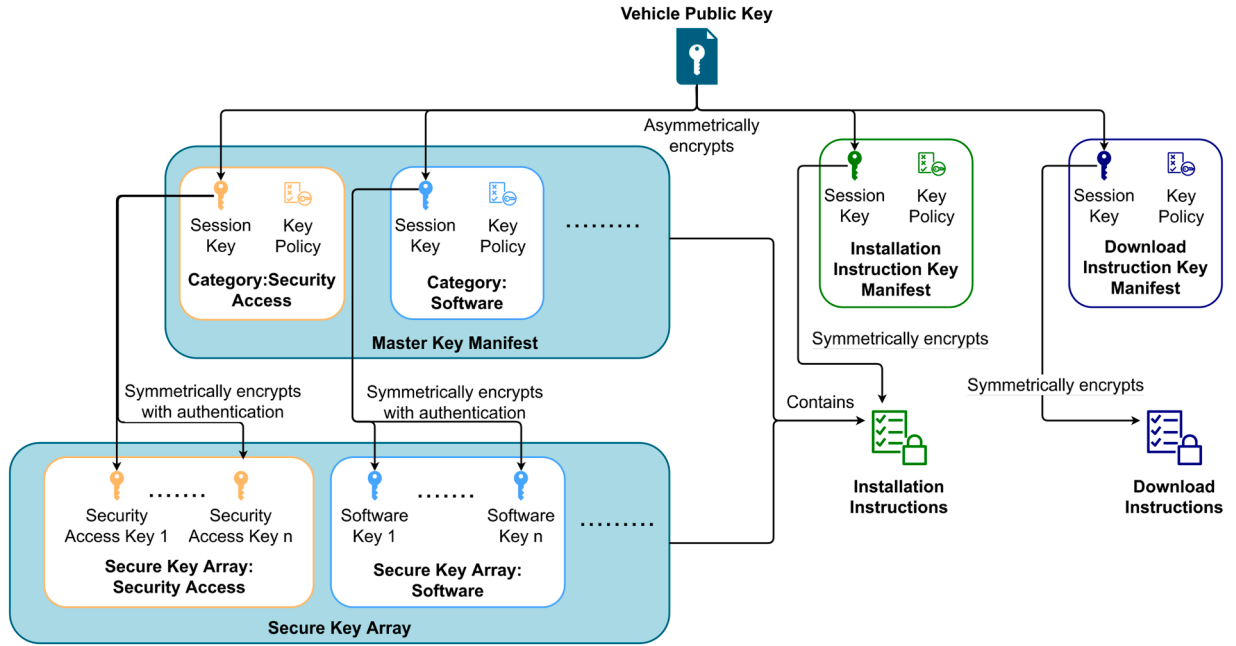 Vehicle Public Key
Asymmetrically
encrypts
Session
Key
Key
Policy
Category:Security
Access
Session
Key
Key
Policy
Category:
Software
.........
Master Key Manifest
Session
Key
Key
Policy
Installation
Instruction Key
Manifest
Session
Key
Key
Policy
Download
Instruction Key
Manifest
Symmetrically encrypts
with authentication
Symmetrically encrypts
with authentication
Symmetrically encrypts
Symmetrically encrypts
Contains
Security
Access Key 1
.......
Security
Access Key n
Secure Key Array:
Security Access
Software
Key 1
.......
Software
Key n
Secure Key Array:
Software
.........
Secure Key Array
Installation
Instructions
Download
Instructions